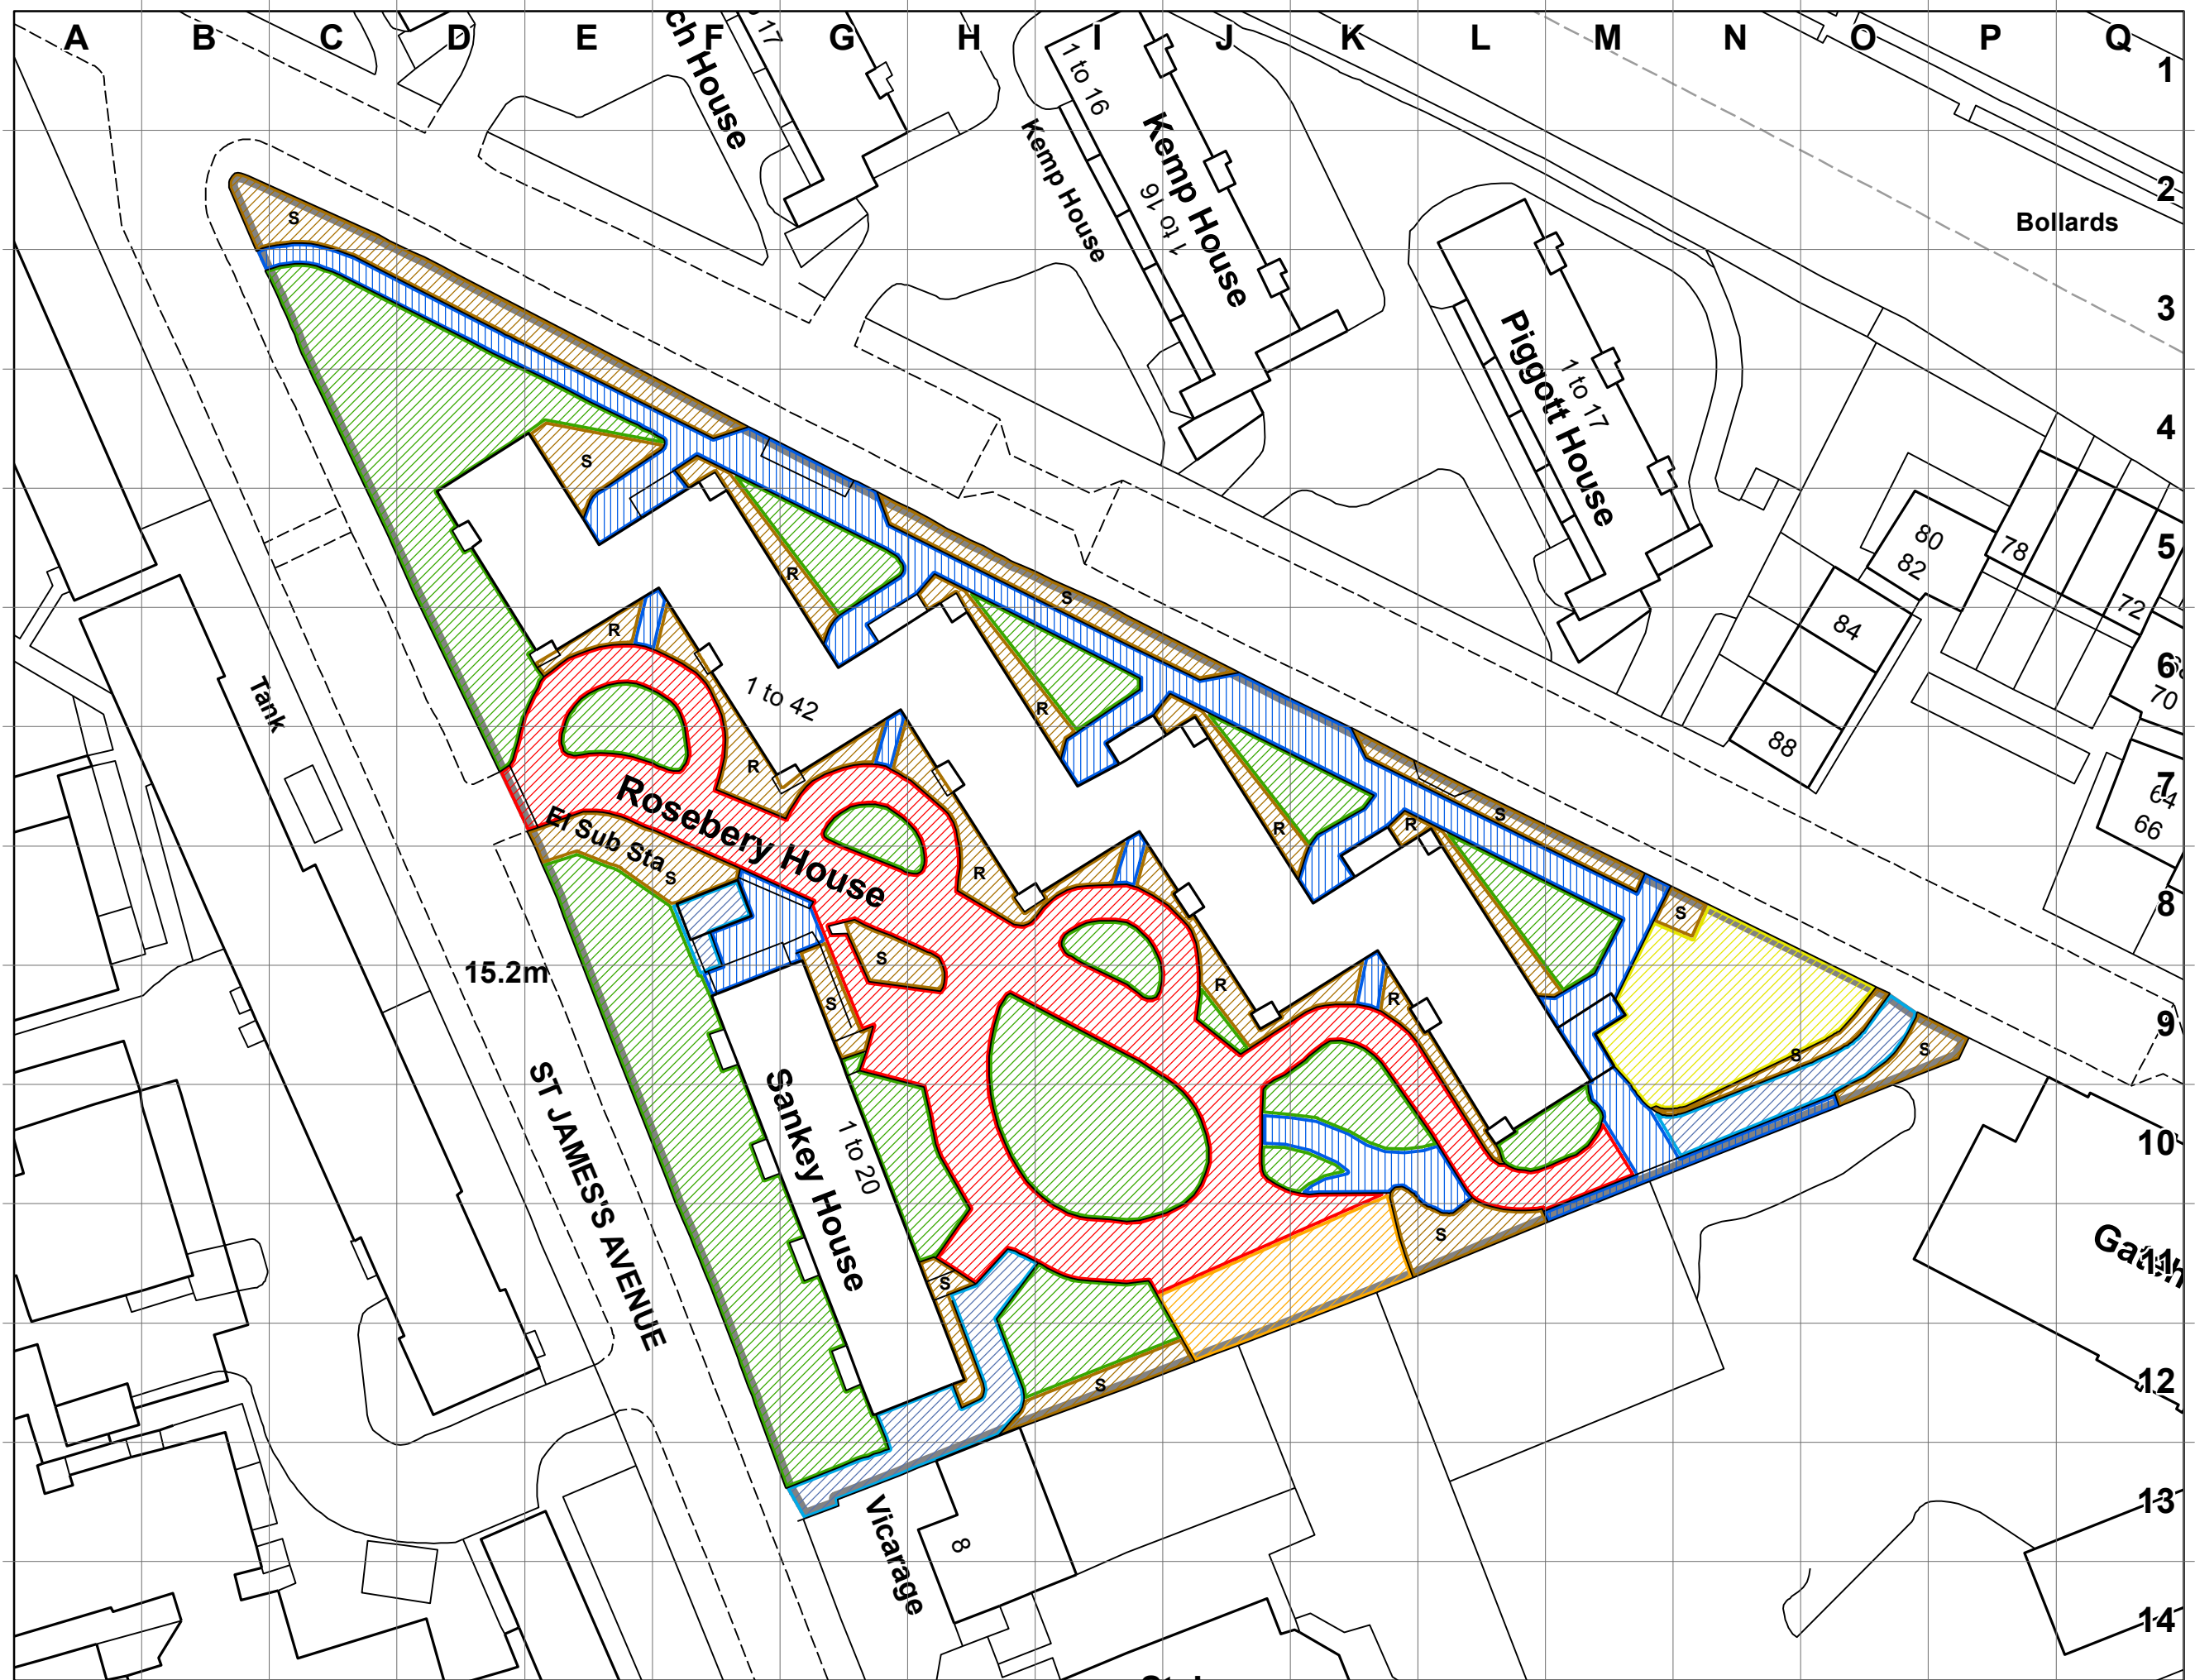 A B C D E F G H I J K L M N O P Q
1
2
3
4
5
6
7
8
9
10
11
12
13
14
ch House
17
1 to 16
Kemp House
Kemp House
1 to 16
Piggott House
1 to 17
Bollards
80
82
78
72
84
70
88
64
66
Tank
1 to 42
Rosebery House
El Sub Sta
15.2m
ST JAMES'S AVENUE
Sankey House
1 to 20
Vicarage
8
S
S
R
S
R
R
R
R
S
S
R
R
S
S
R
R
S
S
S
S
S
S
S